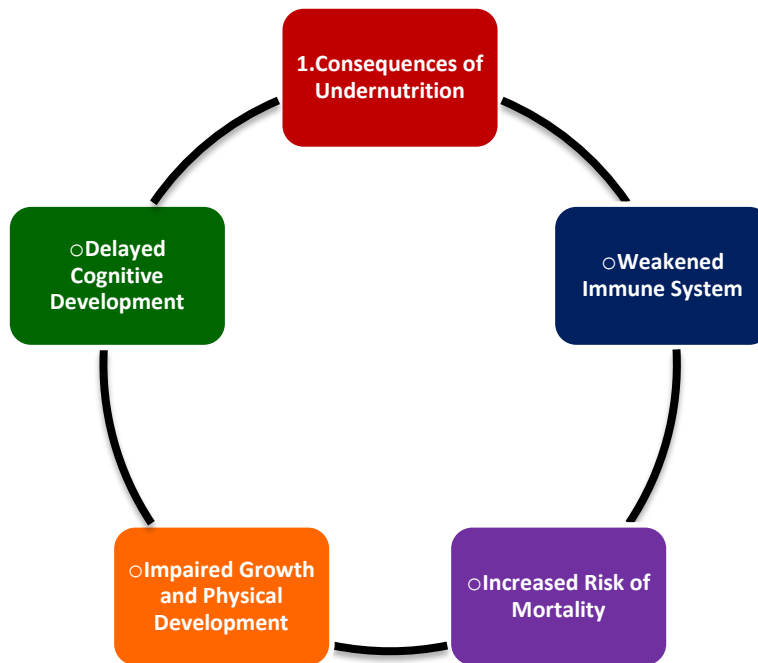 1.Consequences of
Undernutrition
○Weakened
Immune System
○Increased Risk of
Mortality
○Impaired Growth
and Physical
Development
○Delayed
Cognitive
Development